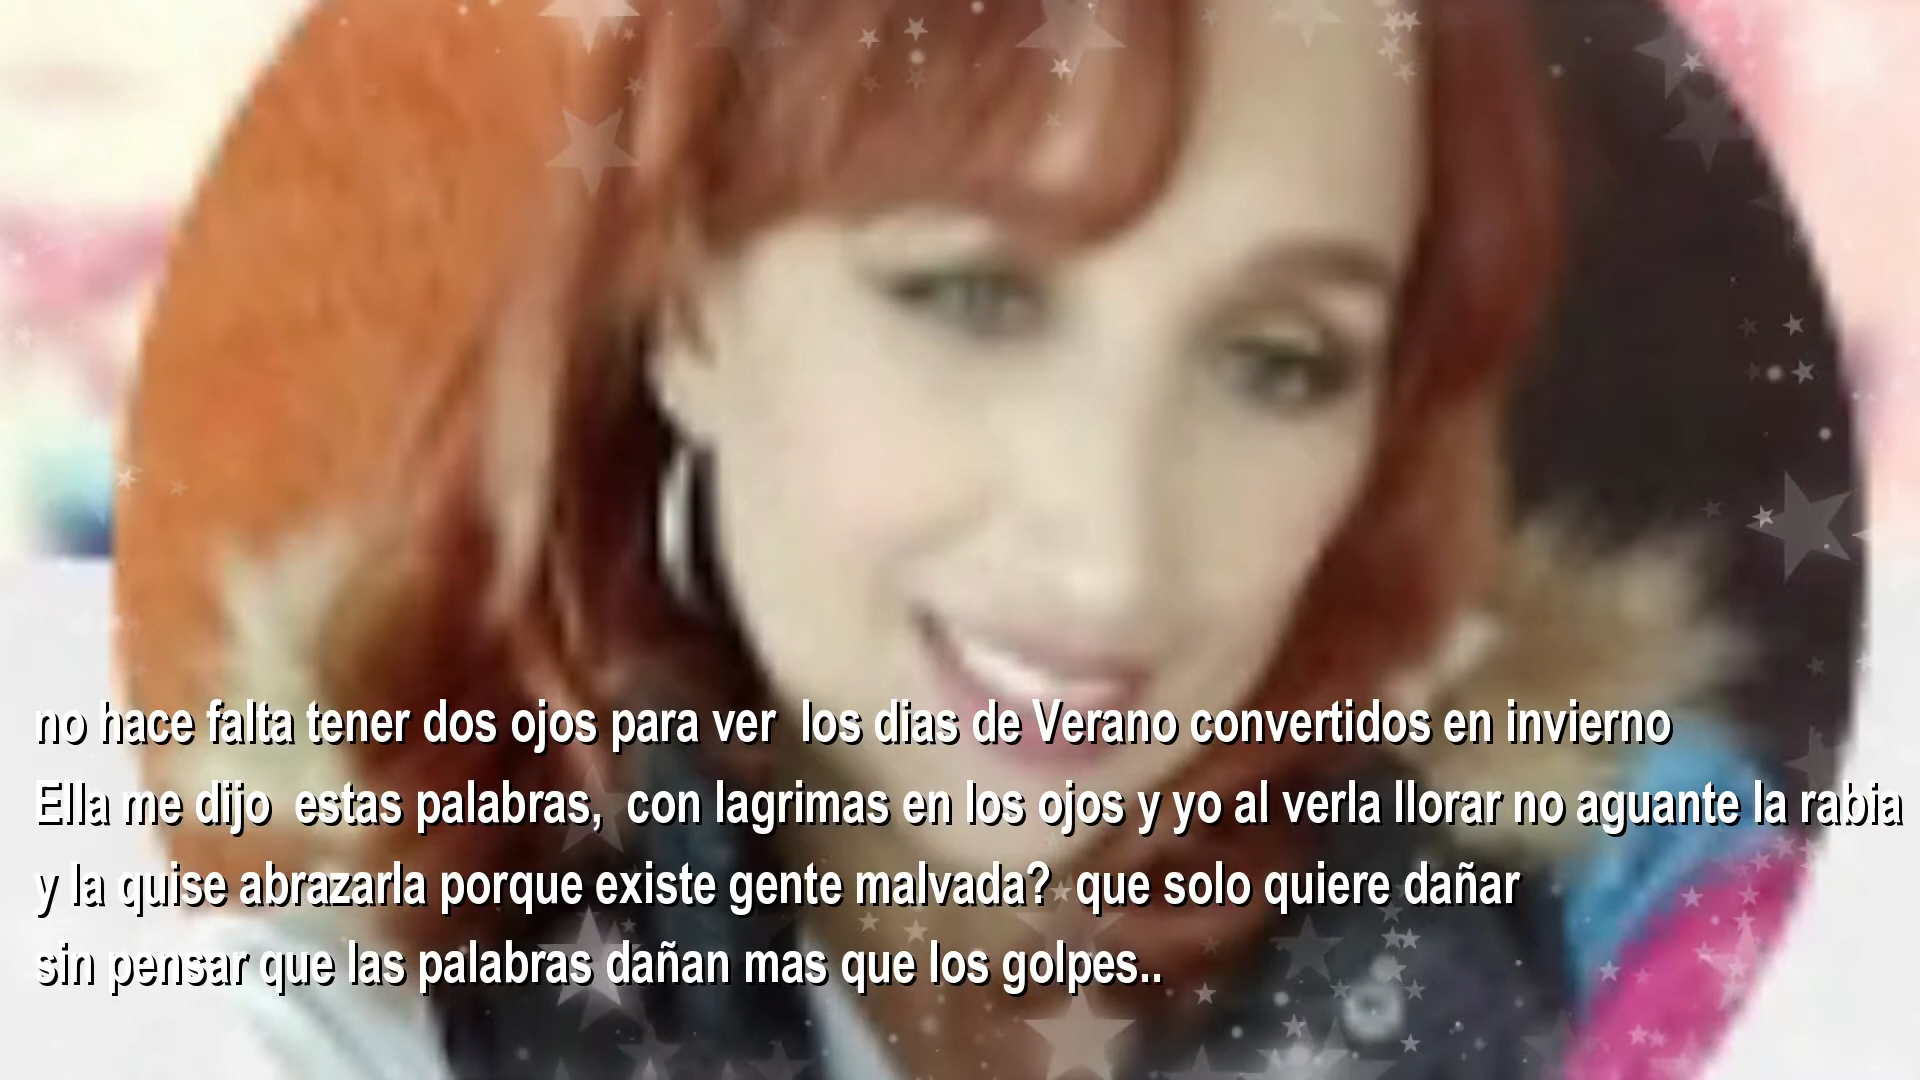 no hace falta tener dos ojos para ver los dias de Verano convertidos en invierno
Ella me dijo estas palabras, con lagrimas en los ojos y yo al verla llorar no aguante la rabia
y la quise abrazarla porque existe gente malvada? que solo quiere dañar
sin pensar que las palabras dañan mas que los golpes..